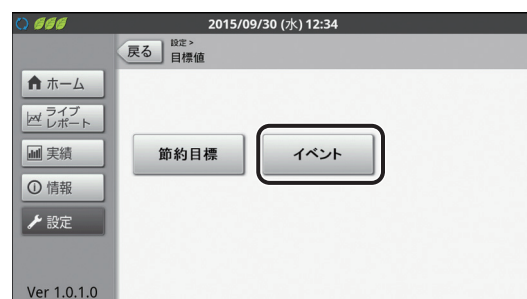 2015/09/30 (水) 12:34
戻る
設定 >
目標値
ホーム
ライブ
レポート
実績
情報
設定
節約目標
イベント
Ver 1.0.1.0